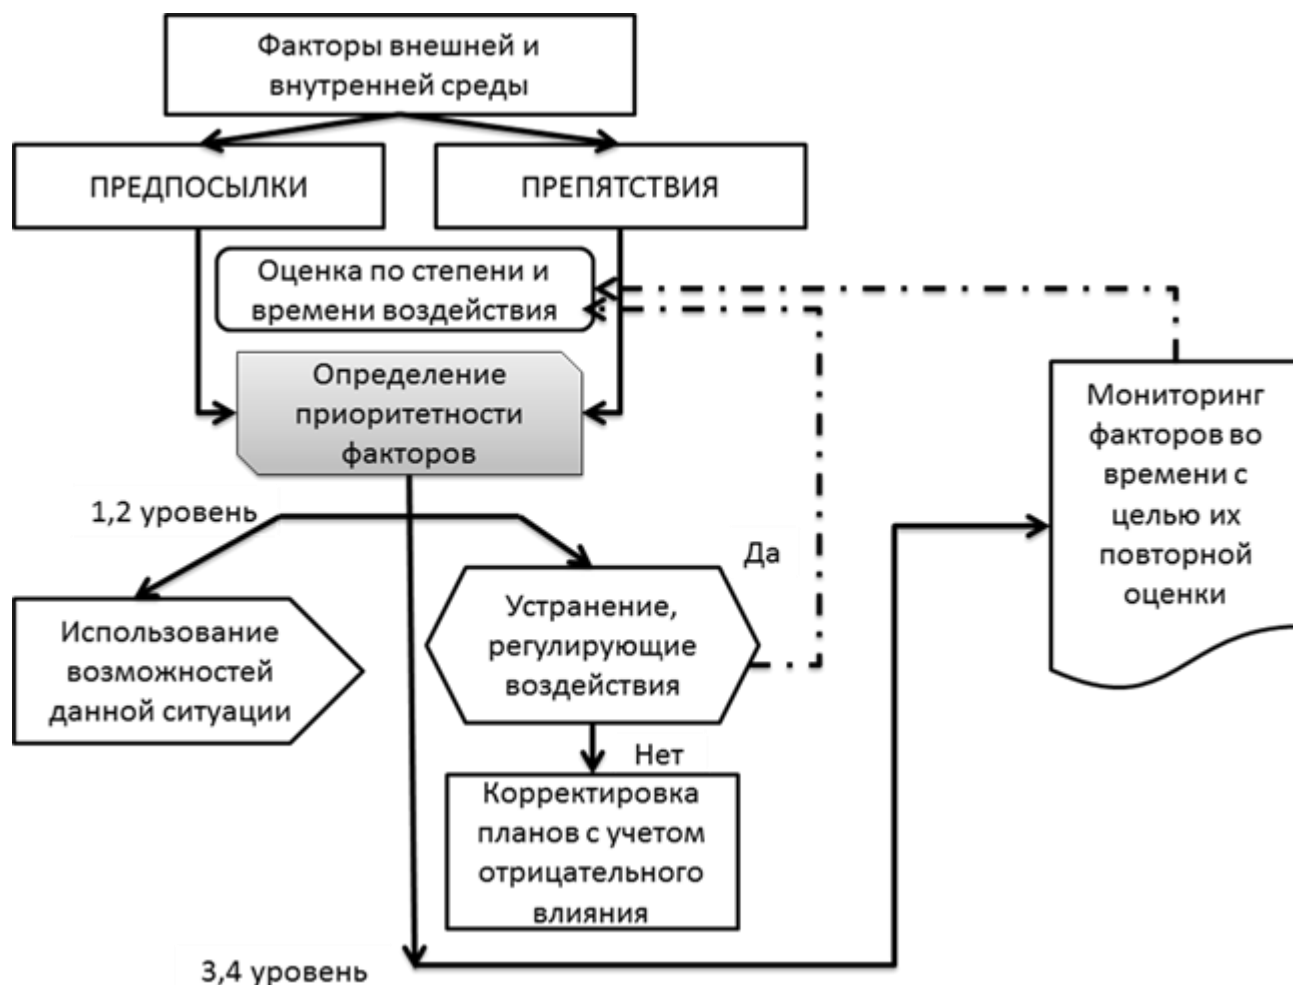 Факторы внешней и
внутренней среды
ПРЕДПОСЫЛКИ
ПРЕПЯТСТВИЯ
Оценка по степени и
времени воздействия
Определение
приоритетности
факторов
1,2 уровень
Да
Мониторинг
факторов во
времени с
целью их
повторной
оценки
Использование
возможностей
данной ситуации
Устранение,
регулирующие
воздействия
Нет
Корректировка
планов с учетом
отрицательного
влияния
3,4 уровень